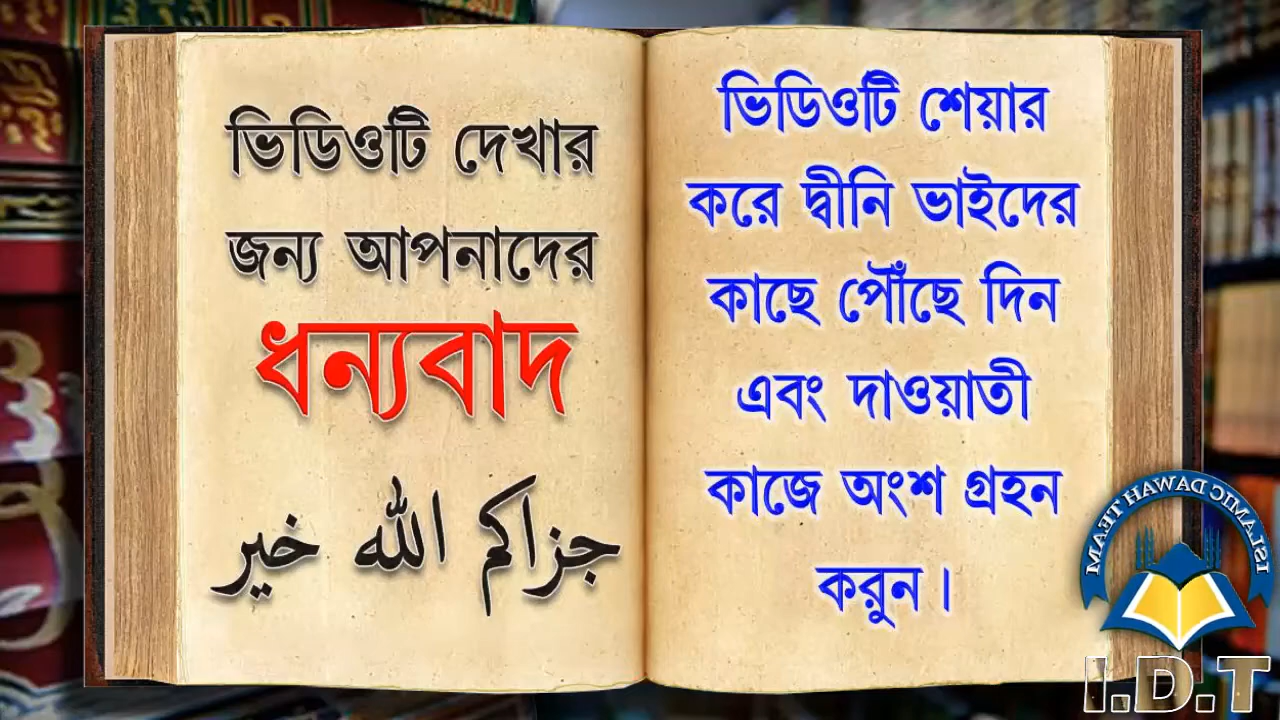 ভিডিওটি দেখার
জন্য আপনাদের
ধন্যবাদ
جزاكم الله خير
ভিডিওটি শেয়ার
করে দ্বীনি ভাইদের
কাছে পৌঁছে দিন
এবং দাওয়াতী
কাজে অংশ গ্রহন
করুন।
ISLAMIC DAWAH TEAM
I.D.T